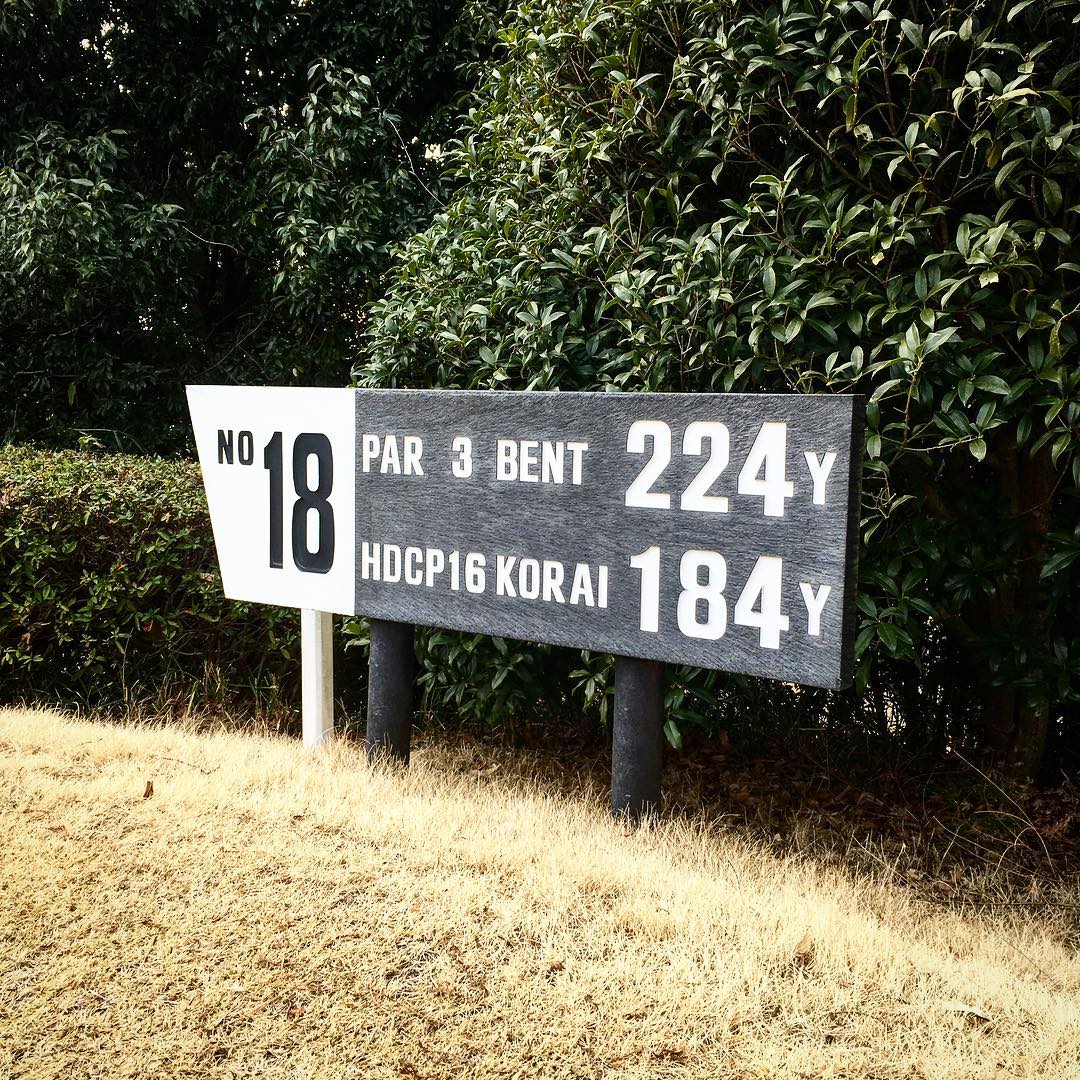 NO 18
PAR 3 BENT 224Y
HDCP16 KORAI 184Y